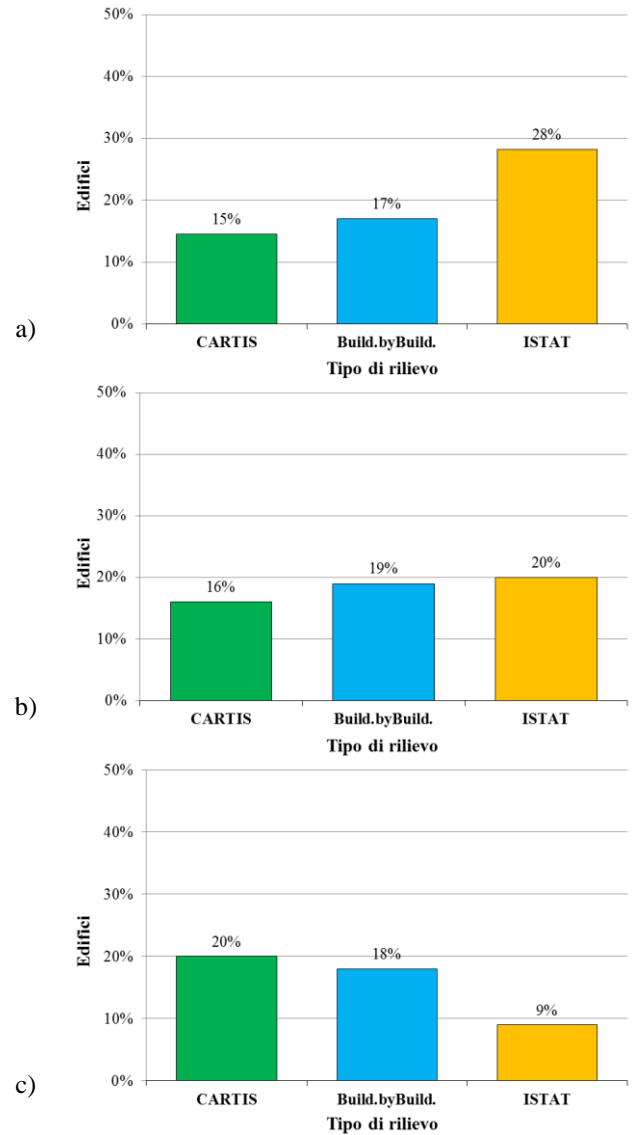 50%
40%
28%
30%
Edifici
17%
20%
15%
10%
0%
a)
CARTIS Build.byBuild. ISTAT
Tipo di rilievo
50%
40%
30%
Edifici
20%
19%
20%
16%
10%
0%
b)
CARTIS Build.byBuild. ISTAT
Tipo di rilievo
50%
40%
30%
Edifici
20%
18%
20%
9%
10%
0%
c)
CARTIS Build.byBuild. ISTAT
Tipo di rilievo